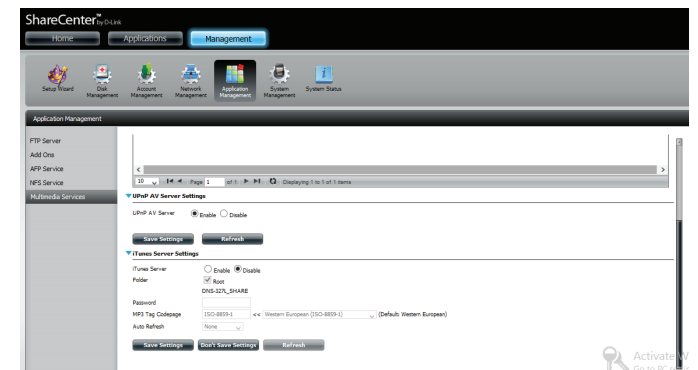 ShareCenter™ by D-Link
Home Applications Management
Setup Wizard Disk Management Account Management Network Management Application Management System Management System Status
Application Management
FTP Server
Add Ons
AFP Service
NFS Service
Multimedia Services
10 Page 1 of 1 Displaying 1 to 1 of 1 items
UPnP AV Server Settings
UPnP AV Server Enable Disable
Save Settings Refresh
iTunes Server Settings
iTunes Server Enable Disable
Folder Root
DNS-327L_SHARE
Password
MP3 Tag Codepage ISO-8859-1 << Western European (ISO-8859-1) (Default: Western European)
Auto Refresh None
Save Settings Don't Save Settings Refresh
Activate W
Go to PC